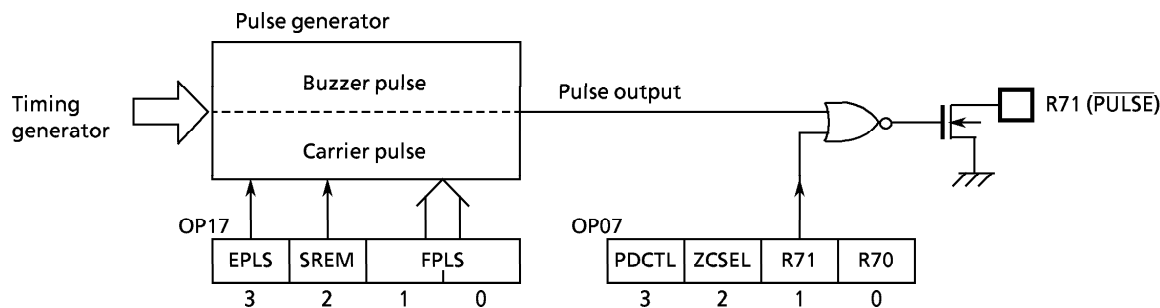 Pulse generator
Buzzer pulse
Carrier pulse
Timing
generator
Pulse output
R71 (PULSE)
OP17
EPLS SREM FPLS
3 2 1 0
OP07
PDCTL ZCSEL R71 R70
3 2 1 0